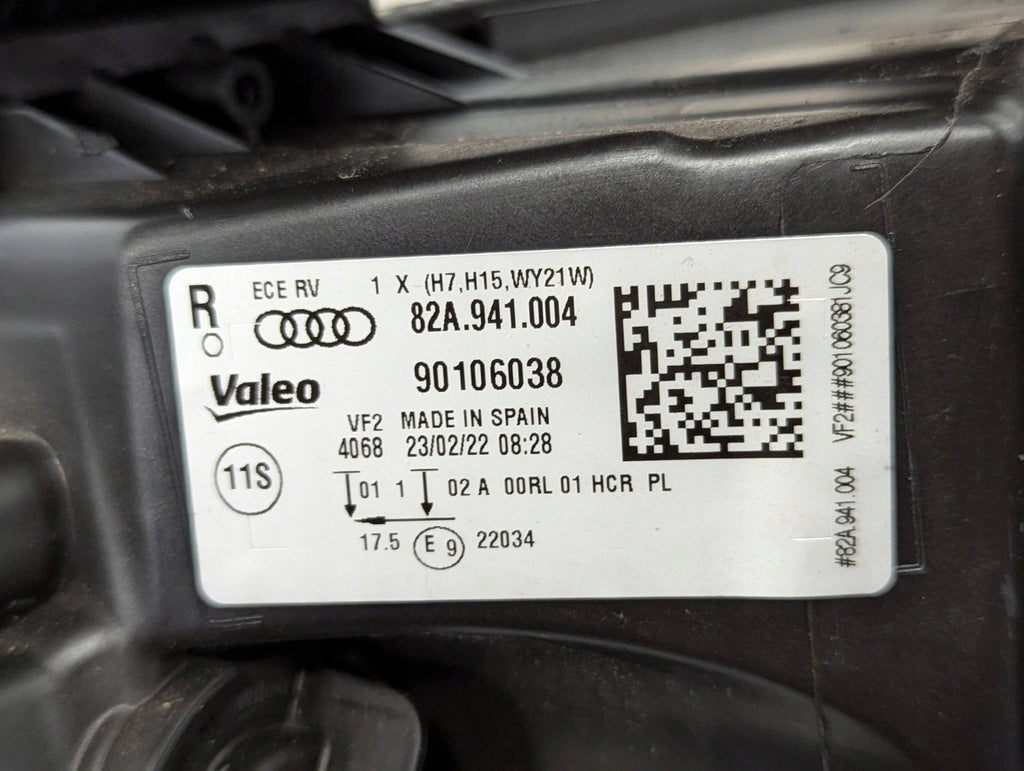 R ECE RV 1 X (H7,H15,WY21W)
82A.941.004
Valeo 90106038
VF2 MADE IN SPAIN
4068 23/02/22 08:28
11S
01 1 02 A 00RL 01 HCR PL
17.5 E 9 22034
#82A.941.004 VF2###901060381JC9